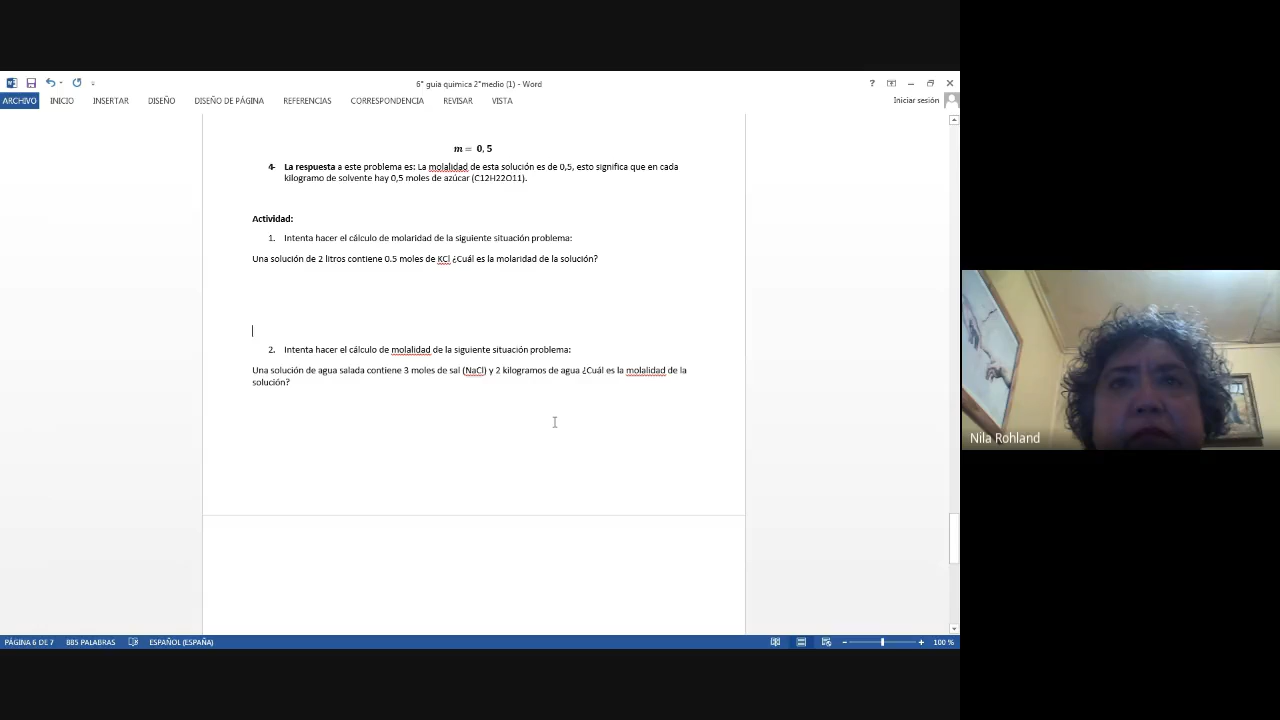 6° guia quimica 2°medio (1) - Word
?
ARCHIVO INICIO INSERTAR DISEÑO DISEÑO DE PÁGINA REFERENCIAS CORRESPONDENCIA REVISAR VISTA
Iniciar sesión
m = 0,5
4- La respuesta a este problema es: La molalidad de esta solución es de 0,5, esto significa que en cada
kilogramo de solvente hay 0,5 moles de azúcar (C12H22O11).
Actividad:
1. Intenta hacer el cálculo de molaridad de la siguiente situación problema:
Una solución de 2 litros contiene 0.5 moles de KCl ¿Cuál es la molaridad de la solución?
2. Intenta hacer el cálculo de molalidad de la siguiente situación problema:
Una solución de agua salada contiene 3 moles de sal (NaCl) y 2 kilogramos de agua ¿Cuál es la molalidad de la
solución?
Nila Rohland
PÁGINA 6 DE 7 885 PALABRAS ESPAÑOL (ESPAÑA)
100 %